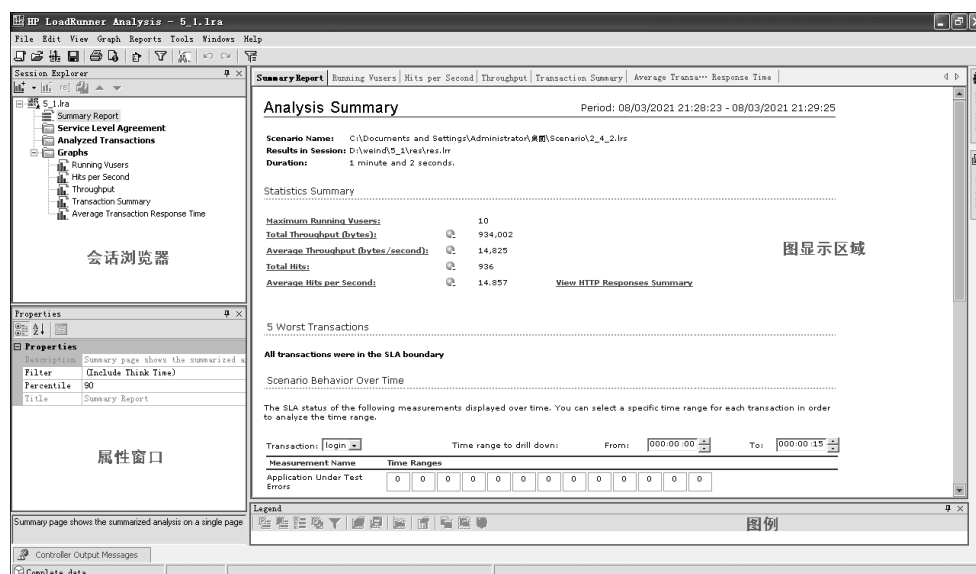 HP LoadRunner Analysis - 5_1.lra
File Edit View Graph Reports Tools Windows Help
Session Explorer
5_1.lra
Summary Report
Service Level Agreement
Analyzed Transactions
Graphs
Running Vusers
Hits per Second
Throughput
Transaction Summary
Average Transaction Response Time
会话浏览器
Properties
Properties
Description Summary page shows the summarized a
Filter (Include Think Time)
Percentile 90
Title Summary Report
属性窗口
Summary page shows the summarized analysis on a single page
Summary Report Running Vusers Hits per Second Throughput Transaction Summary Average Transa… Response Time
Analysis Summary Period: 08/03/2021 21:28:23 - 08/03/2021 21:29:25
Scenario Name: C:\Documents and Settings\Administrator\桌面\Scenario\2_4_2.lrs
Results in Session: D:\weind\5_1\res\res.lrr
Duration: 1 minute and 2 seconds.
Statistics Summary
Maximum Running Vusers: 10
Total Throughput (bytes): 934,002
Average Throughput (bytes/second): 14,825
Total Hits: 936
Average Hits per Second: 14.857 View HTTP Responses Summary
图显示区域
5 Worst Transactions
All transactions were in the SLA boundary
Scenario Behavior Over Time
The SLA status of the following measurements displayed over time. You can select a specific time range for each transaction in order
to analyze the time range.
Transaction: login Time range to drill down: From: 000:00:00 To: 000:00:15
Measurement Name Time Ranges
Application Under Test
Errors 0 0 0 0 0 0 0 0 0 0 0 0 0
Legend
图例
Controller Output Messages
Complete data